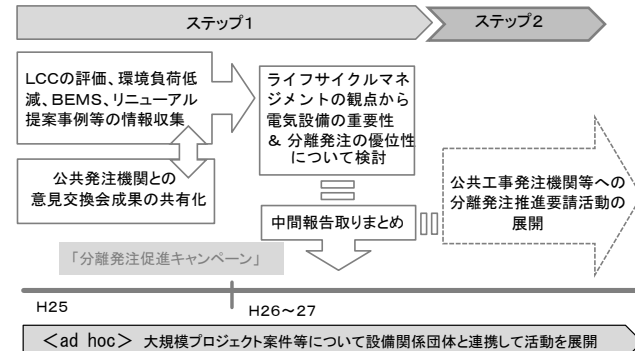 ステップ1
ステップ2
LCCの評価、環境負荷低
減、BEMS、リニューアル
提案事例等の情報収集
公共発注機関との
意見交換会成果の共有化
ライフサイクルマネ
ジメントの観点から
電気設備の重要性
& 分離発注の優位性
について検討
中間報告取りまとめ
公共工事発注機関等への
分離発注推進要請活動の
展開
「分離発注促進キャンペーン」
H25
H26~27
<ad hoc> 大規模プロジェクト案件等について設備関係団体と連携して活動を展開